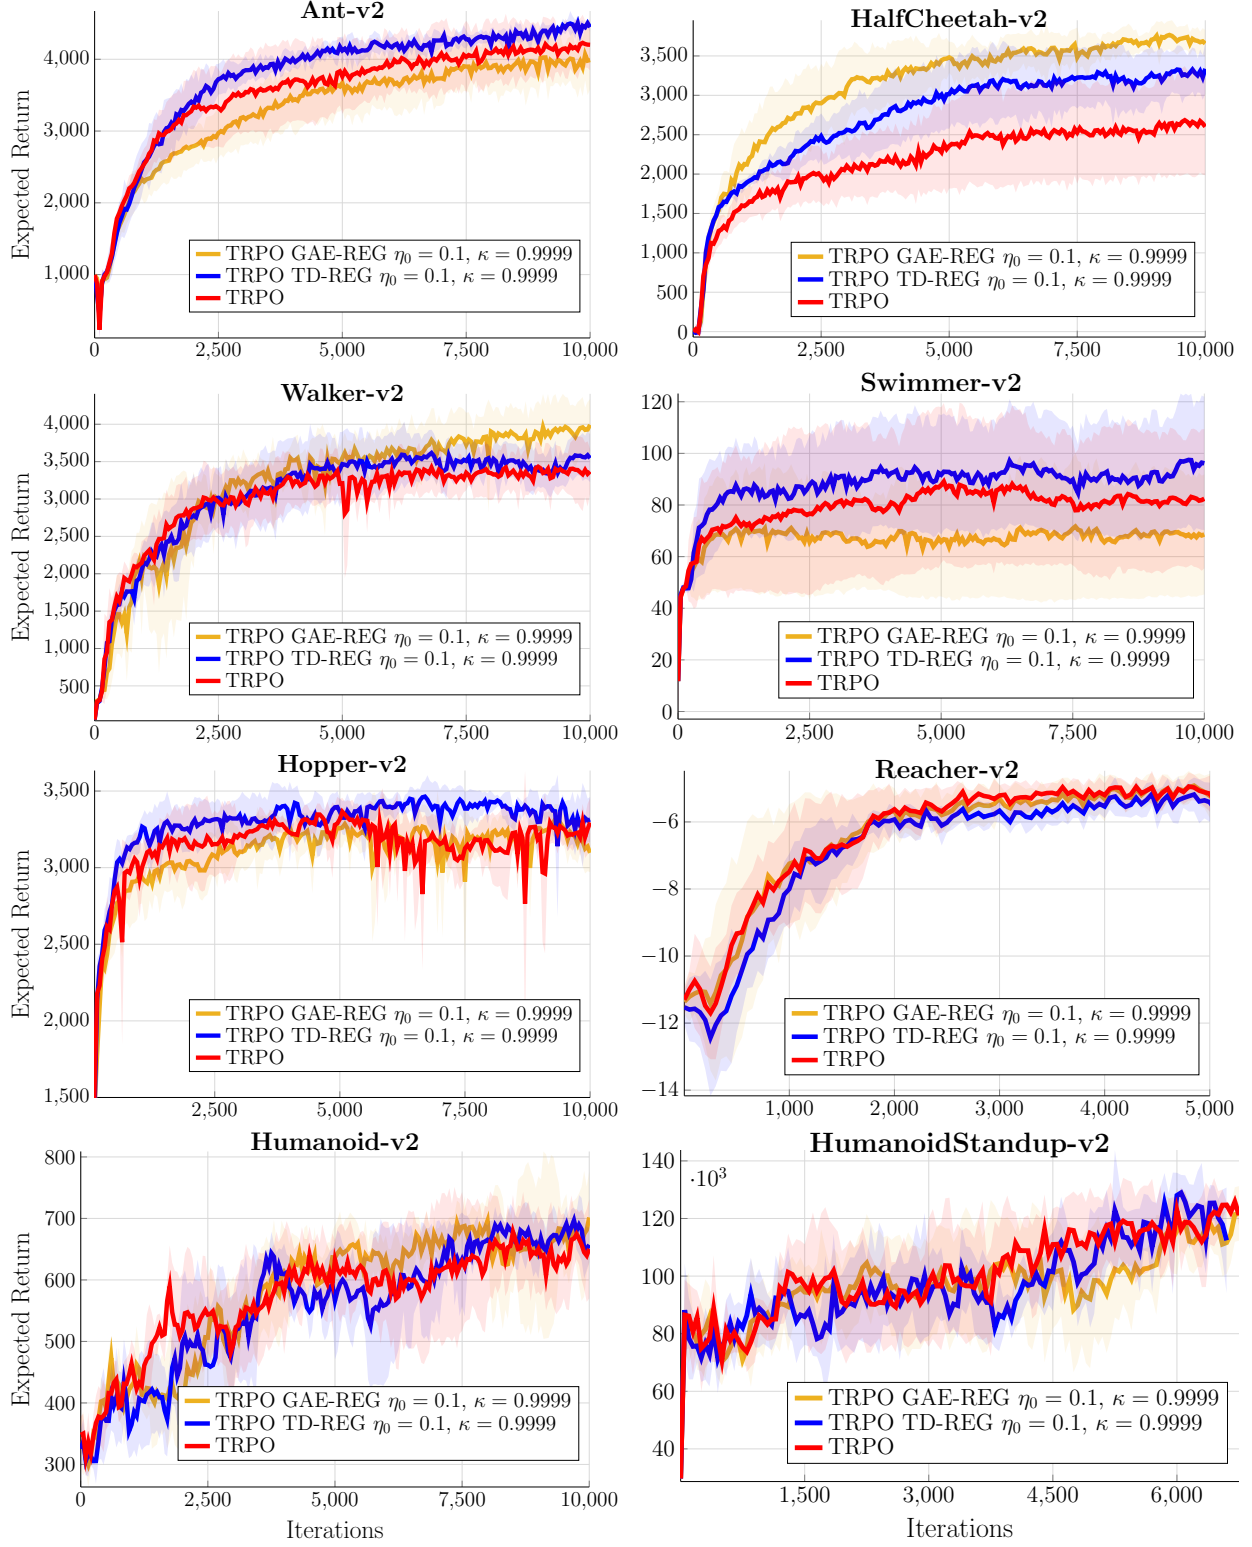 Ant-v2
Expected Return
4,000
3,000
2,000
1,000
TRPO GAE-REG η₀ = 0.1, κ = 0.9999
TRPO TD-REG η₀ = 0.1, κ = 0.9999
TRPO
0 2,500 5,000 7,500 10,000
HalfCheetah-v2
3,500
3,000
2,500
2,000
1,500
1,000
500
0
TRPO GAE-REG η₀ = 0.1, κ = 0.9999
TRPO TD-REG η₀ = 0.1, κ = 0.9999
TRPO
0 2,500 5,000 7,500 10,000
Walker-v2
Expected Return
4,000
3,500
3,000
2,500
2,000
1,500
1,000
500
TRPO GAE-REG η₀ = 0.1, κ = 0.9999
TRPO TD-REG η₀ = 0.1, κ = 0.9999
TRPO
0 2,500 5,000 7,500 10,000
Swimmer-v2
120
100
80
60
40
20
0
TRPO GAE-REG η₀ = 0.1, κ = 0.9999
TRPO TD-REG η₀ = 0.1, κ = 0.9999
TRPO
0 2,500 5,000 7,500 10,000
Hopper-v2
Expected Return
3,500
3,000
2,500
2,000
1,500
TRPO GAE-REG η₀ = 0.1, κ = 0.9999
TRPO TD-REG η₀ = 0.1, κ = 0.9999
TRPO
2,500 5,000 7,500 10,000
Reacher-v2
−6
−8
−10
−12
−14
TRPO GAE-REG η₀ = 0.1, κ = 0.9999
TRPO TD-REG η₀ = 0.1, κ = 0.9999
TRPO
1,000 2,000 3,000 4,000 5,000
Humanoid-v2
Expected Return
800
700
600
500
400
300
TRPO GAE-REG η₀ = 0.1, κ = 0.9999
TRPO TD-REG η₀ = 0.1, κ = 0.9999
TRPO
0 2,500 5,000 7,500 10,000
Iterations
HumanoidStandup-v2
·10³
140
120
100
80
60
40
TRPO GAE-REG η₀ = 0.1, κ = 0.9999
TRPO TD-REG η₀ = 0.1, κ = 0.9999
TRPO
1,500 3,000 4,500 6,000
Iterations